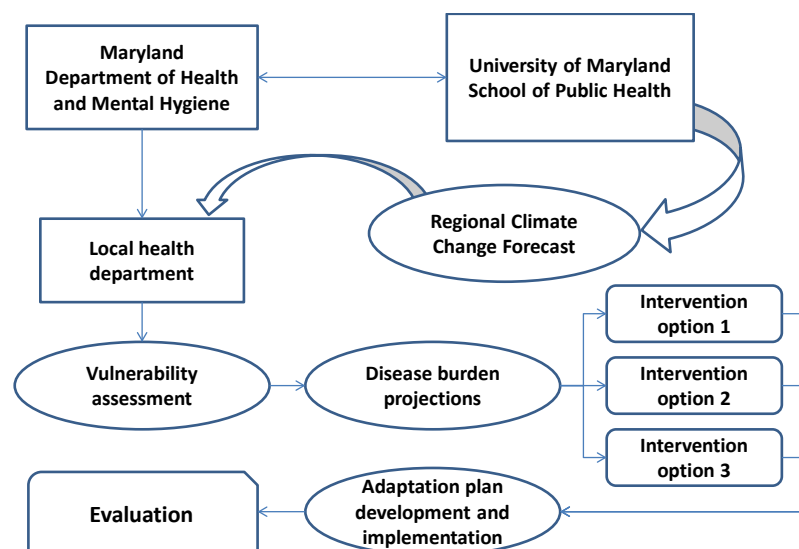 Maryland
Department of Health
and Mental Hygiene
University of Maryland
School of Public Health
Local health
department
Regional Climate
Change Forecast
Vulnerability
assessment
Disease burden
projections
Intervention
option 1
Intervention
option 2
Intervention
option 3
Adaptation plan
development and
implementation
Evaluation